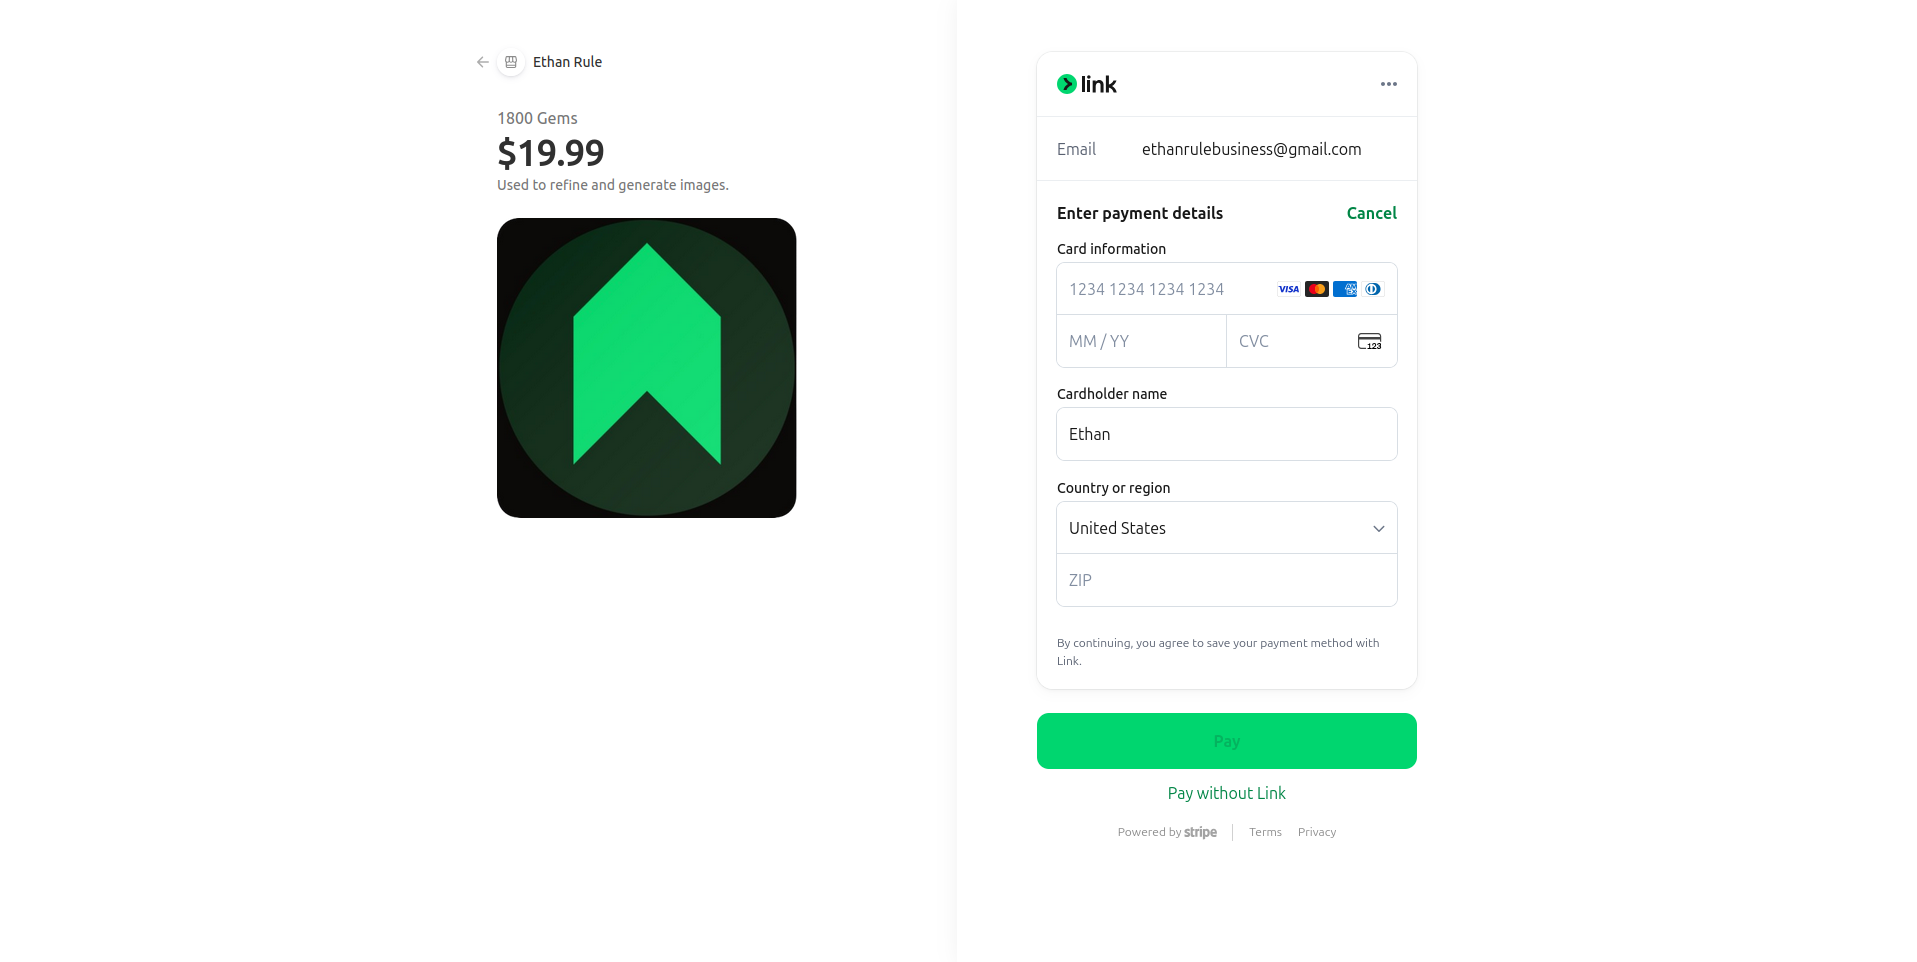 Ethan Rule
1800 Gems
$19.99
Used to refine and generate images.
link
Email ethanrulebusiness@gmail.com
Enter payment details Cancel
Card information
1234 1234 1234 1234 VISA AM EX
MM / YY CVC 123
Cardholder name
Ethan
Country or region
United States
ZIP
By continuing, you agree to save your payment method with
Link.
Pay
Pay without Link
Powered by stripe Terms Privacy